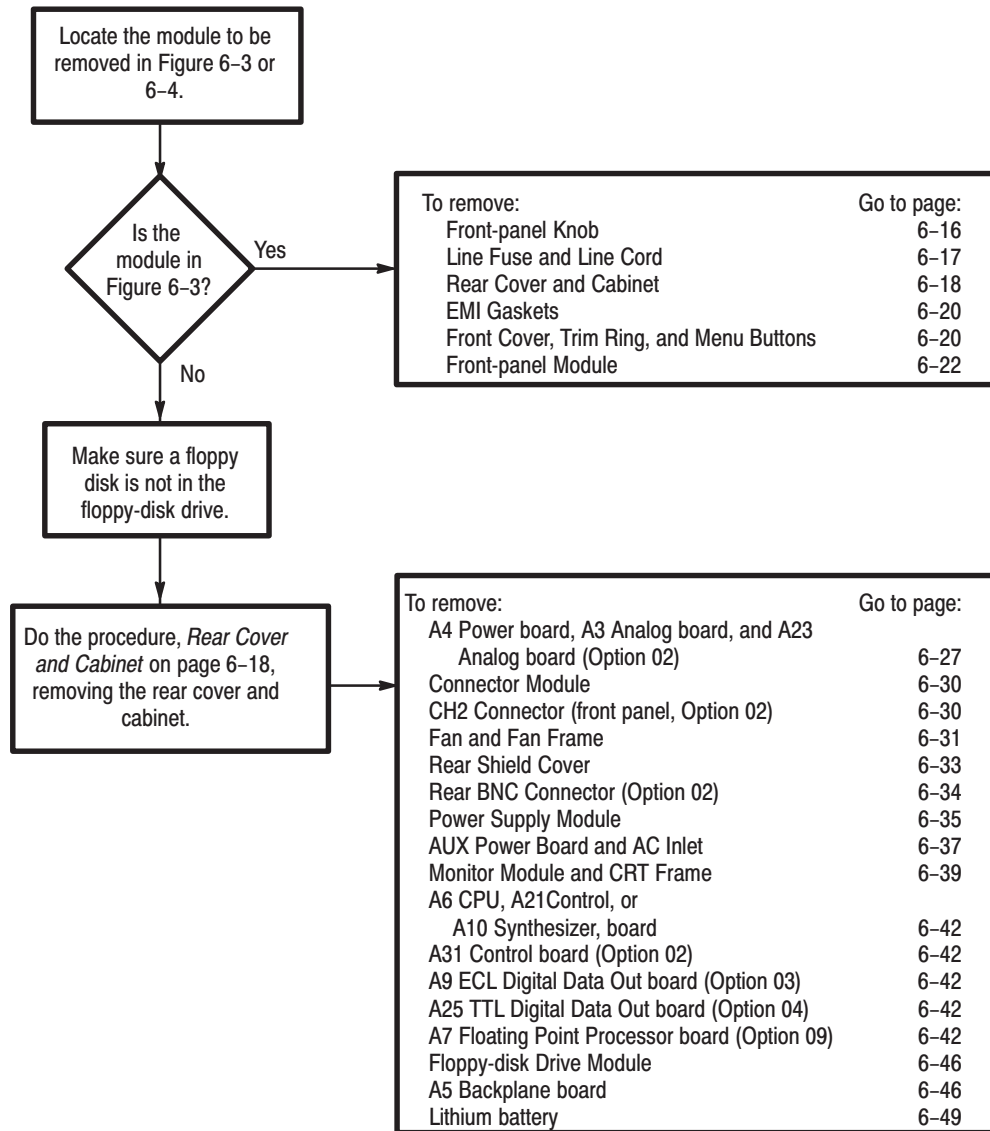 Locate the module to be
removed in Figure 6–3 or
6–4.
Is the
module in
Figure 6–3?
Yes
No
To remove: Go to page:
Front-panel Knob 6–16
Line Fuse and Line Cord 6–17
Rear Cover and Cabinet 6–18
EMI Gaskets 6–20
Front Cover, Trim Ring, and Menu Buttons 6–20
Front-panel Module 6–22
Make sure a floppy
disk is not in the
floppy-disk drive.
Do the procedure, Rear Cover
and Cabinet on page 6–18,
removing the rear cover and
cabinet.
To remove: Go to page:
A4 Power board, A3 Analog board, and A23
Analog board (Option 02) 6–27
Connector Module 6–30
CH2 Connector (front panel, Option 02) 6–30
Fan and Fan Frame 6–31
Rear Shield Cover 6–33
Rear BNC Connector (Option 02) 6–34
Power Supply Module 6–35
AUX Power Board and AC Inlet 6–37
Monitor Module and CRT Frame 6–39
A6 CPU, A21Control, or
A10 Synthesizer, board 6–42
A31 Control board (Option 02) 6–42
A9 ECL Digital Data Out board (Option 03) 6–42
A25 TTL Digital Data Out board (Option 04) 6–42
A7 Floating Point Processor board (Option 09) 6–42
Floppy-disk Drive Module 6–46
A5 Backplane board 6–46
Lithium battery 6–49